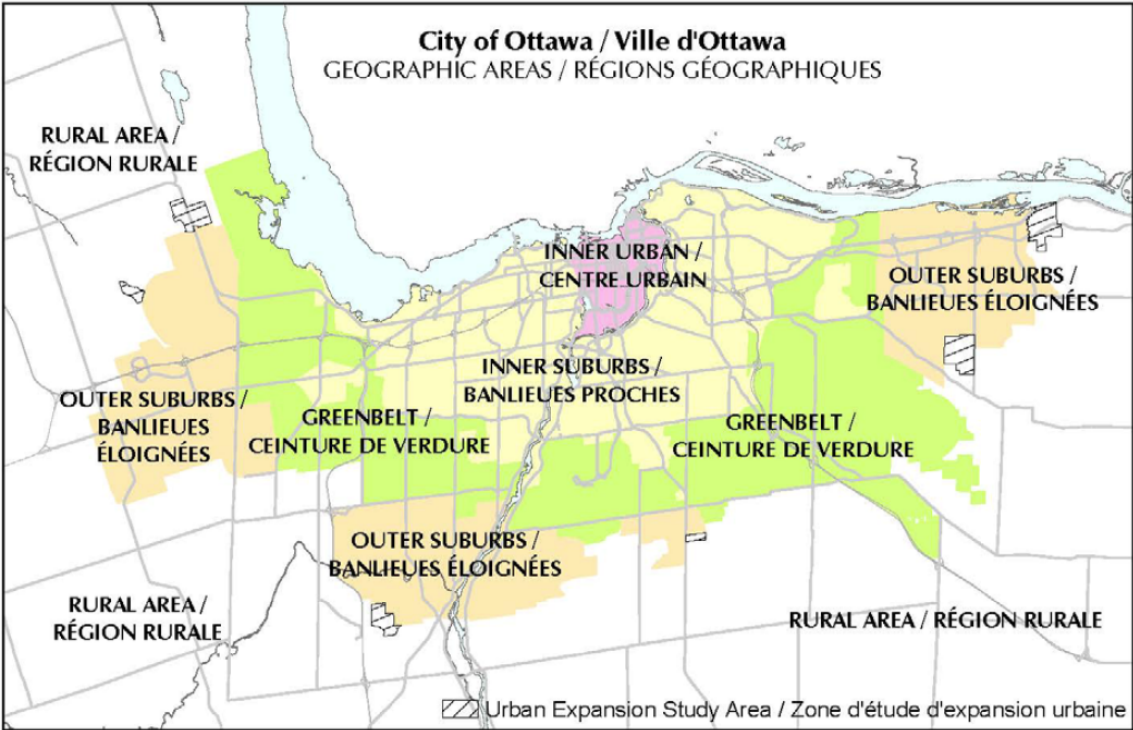 City of Ottawa / Ville d'Ottawa
GEOGRAPHIC AREAS / RÉGIONS GÉOGRAPHIQUES
RURAL AREA /
RÉGION RURALE
INNER URBAN /
CENTRE URBAIN
OUTER SUBURBS /
BANLIEUES ÉLOIGNÉES
INNER SUBURBS /
BANLIEUES PROCHES
OUTER SUBURBS /
BANLIEUES
ÉLOIGNÉES
GREENBELT /
CEINTURE DE VERDURE
GREENBELT /
CEINTURE DE VERDURE
OUTER SUBURBS /
BANLIEUES ÉLOIGNÉES
RURAL AREA /
RÉGION RURALE
RURAL AREA / RÉGION RURALE
Urban Expansion Study Area / Zone d'étude d'expansion urbaine